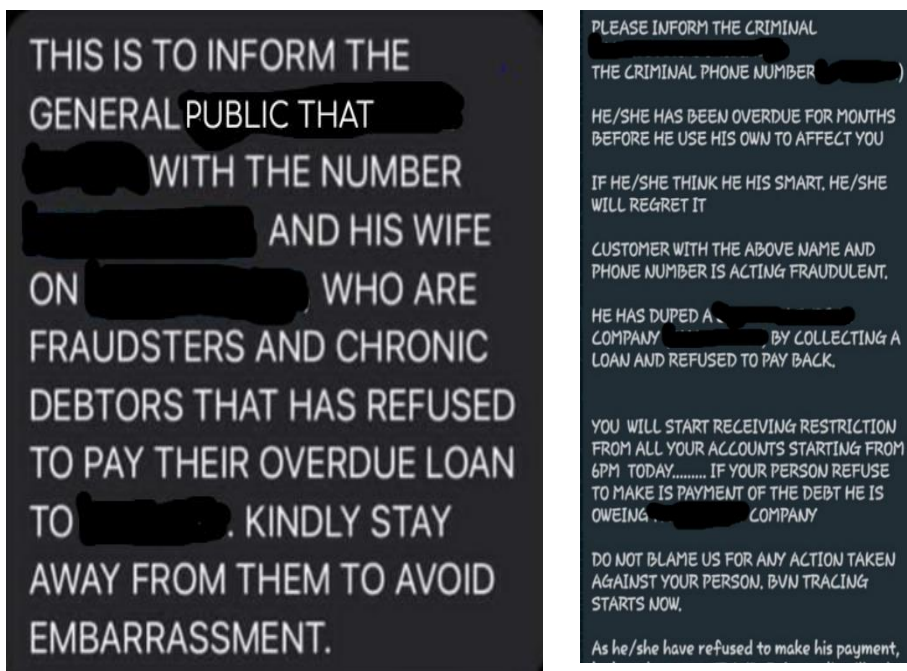 THIS IS TO INFORM THE
GENERAL PUBLIC THAT
WITH THE NUMBER
AND HIS WIFE
ON WHO ARE
FRAUDSTERS AND CHRONIC
DEBTORS THAT HAS REFUSED
TO PAY THEIR OVERDUE LOAN
TO . KINDLY STAY
AWAY FROM THEM TO AVOID
EMBARRASSMENT.
PLEASE INFORM THE CRIMINAL
THE CRIMINAL PHONE NUMBER )
HE/SHE HAS BEEN OVERDUE FOR MONTHS
BEFORE HE USE HIS OWN TO AFFECT YOU
IF HE/SHE THINK HE HIS SMART, HE/SHE
WILL REGRET IT
CUSTOMER WITH THE ABOVE NAME AND
PHONE NUMBER IS ACTING FRAUDULENT.
HE HAS DUPED A
COMPANY , BY COLLECTING A
LOAN AND REFUSED TO PAY BACK.
YOU WILL START RECEIVING RESTRICTION
FROM ALL YOUR ACCOUNTS STARTING FROM
6PM TODAY......... IF YOUR PERSON REFUSE
TO MAKE IS PAYMENT OF THE DEBT HE IS
OWEING COMPANY
DO NOT BLAME US FOR ANY ACTION TAKEN
AGAINST YOUR PERSON. BVN TRACING
STARTS NOW.
As he/she have refused to make his payment,